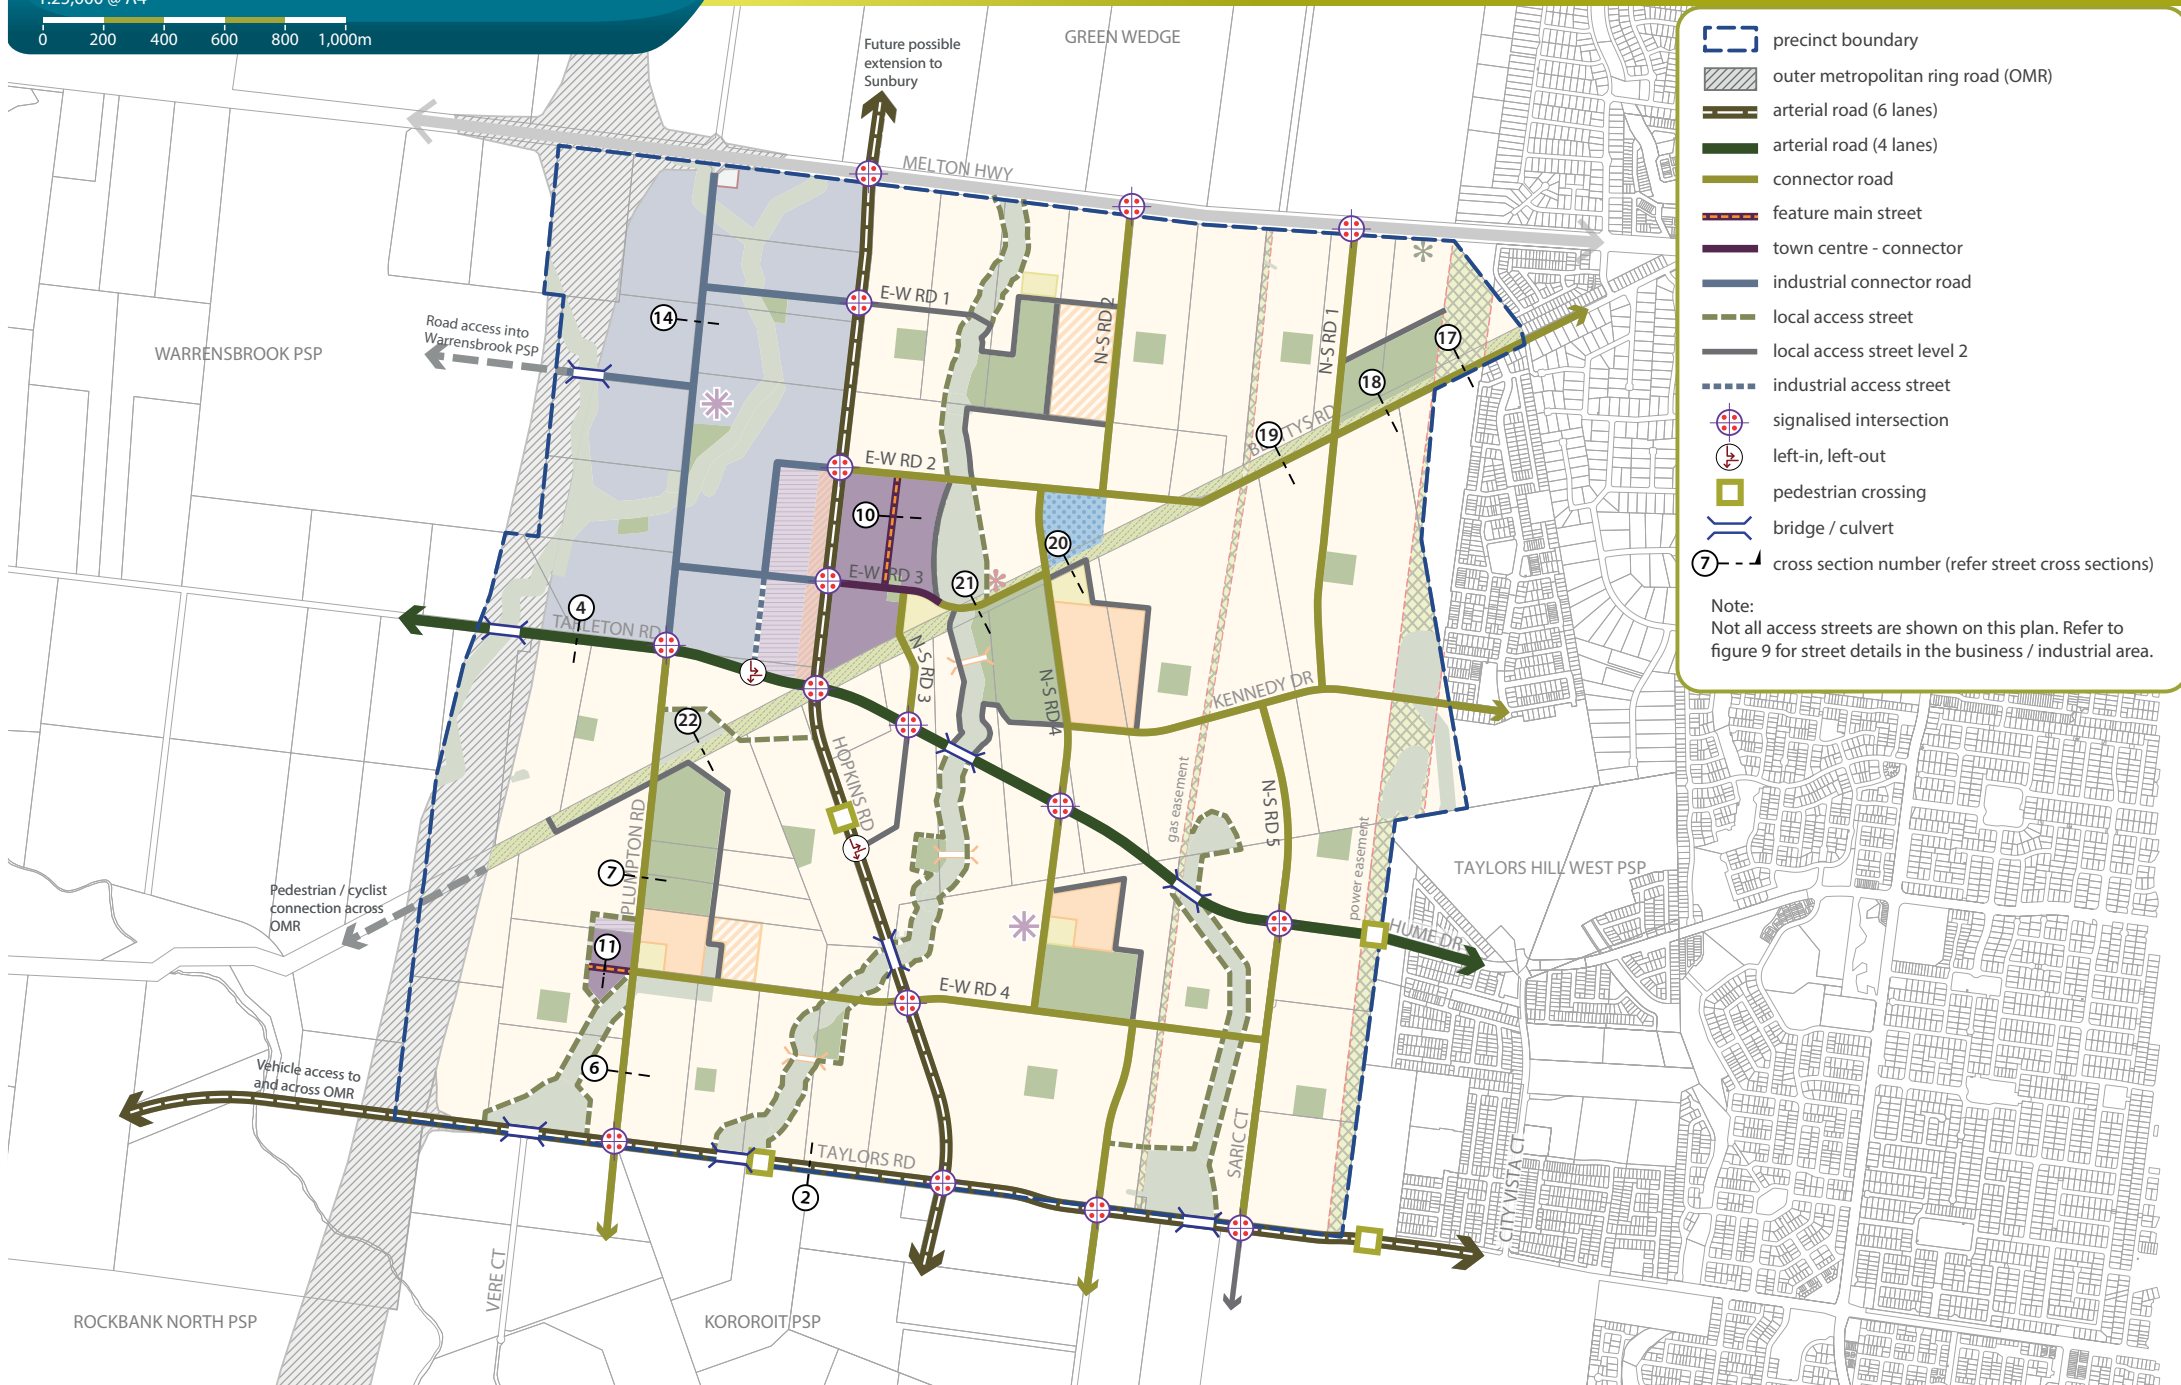 0 200 400 600 800 1,000m
Future possible
extension to
Sunbury
GREEN WEDGE
MELTON HWY
E-W RD 1
N-S RD 2
N-S RD 1
Road access into
Warrensbrook PSP
WARRENSBROOK PSP
14
17
18
19
BEATTYS RD
E-W RD 2
10
20
E-W RD 3
21
4
TARLETON RD
N-S RD 3
N-S RD 4
KENNEDY DR
22
HOPKINS RD
gas easement
N-S RD 5
PLUMPTON RD
7
power easement
TAYLORS HILL WEST PSP
Pedestrian / cyclist
connection across
OMR
11
HUME DR
E-W RD 4
6
Vehicle access to
and across OMR
TAYLORS RD
2
SARIC CT
CITY VISTA CT
VERE CT
ROCKBANK NORTH PSP
KOROROIT PSP
precinct boundary
outer metropolitan ring road (OMR)
arterial road (6 lanes)
arterial road (4 lanes)
connector road
feature main street
town centre - connector
industrial connector road
local access street
local access street level 2
industrial access street
signalised intersection
left-in, left-out
pedestrian crossing
bridge / culvert
7 cross section number (refer street cross sections)
Note:
Not all access streets are shown on this plan. Refer to
figure 9 for street details in the business / industrial area.